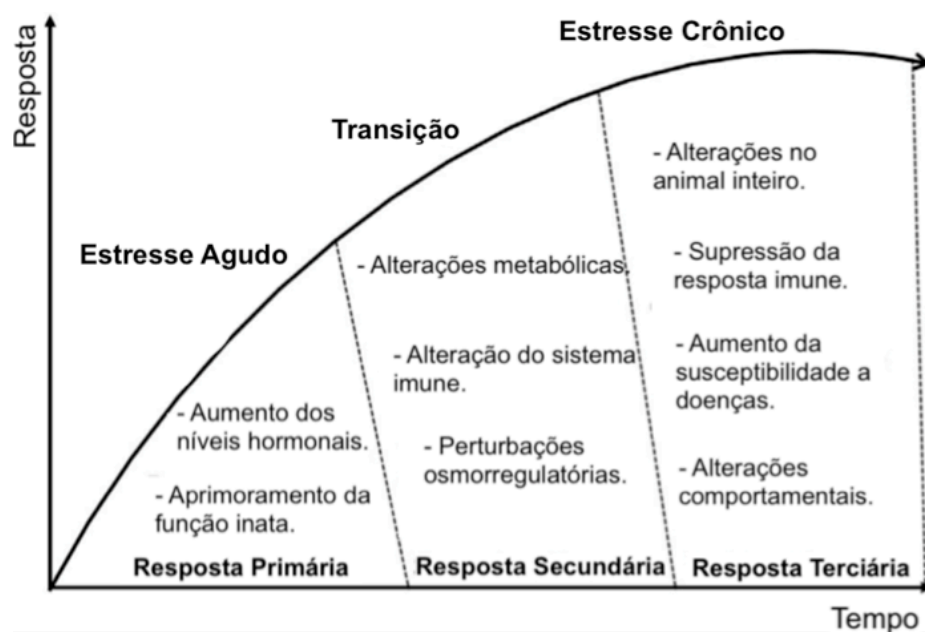 Resposta
Estresse Crônico
Transição
Estresse Agudo
- Aumento dos
níveis hormonais.
- Aprimoramento da
função inata.
- Alterações metabólicas.
- Alteração do sistema
imune.
- Perturbações
osmorregulatórias.
- Alterações no
animal inteiro.
- Supressão da
resposta imune.
- Aumento da
susceptibilidade a
doenças.
- Alterações
comportamentais.
Resposta Primária
Resposta Secundária
Resposta Terciária
Tempo